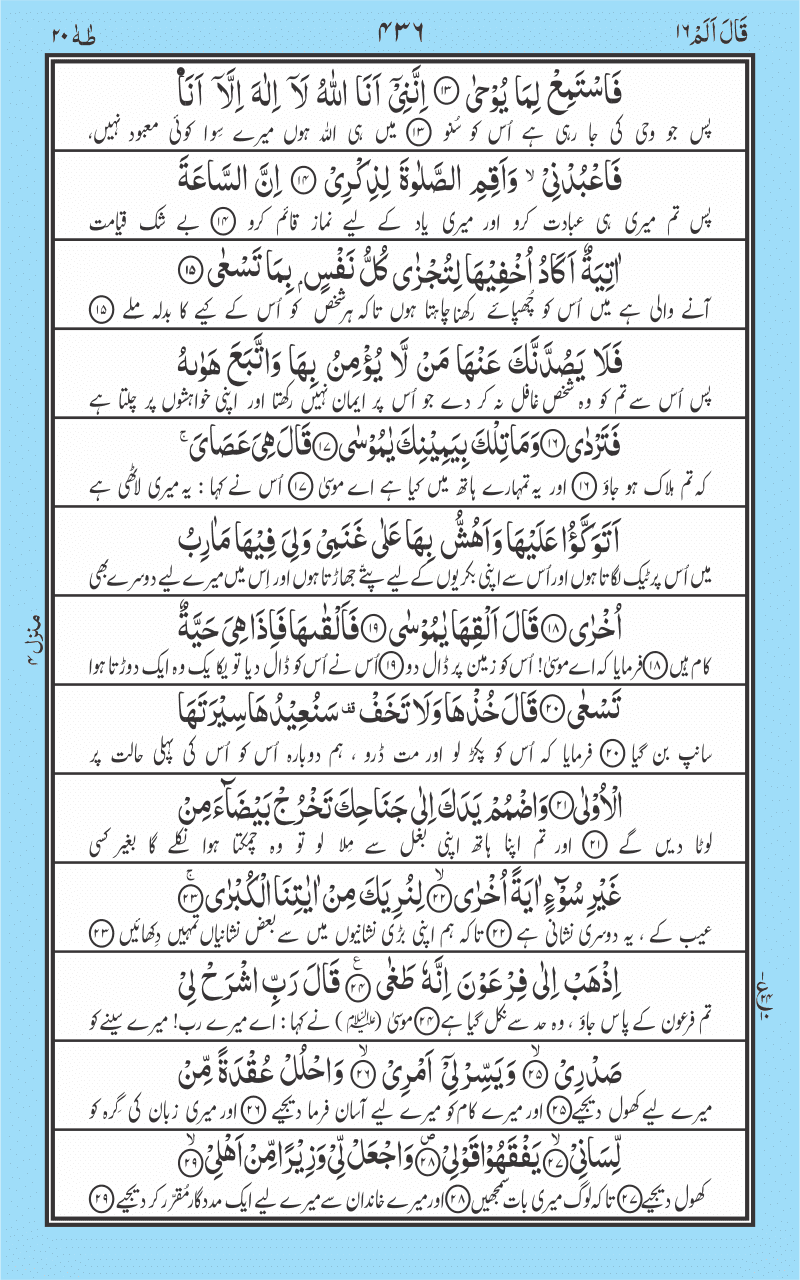 قَالَ اَلَمْ ١٦
٤٣٦
طٰهٰ ٢٠
فَاسْتَمِعْ لِمَا يُوْحٰى ﴿١٣﴾ اِنَّنِيْٓ اَنَا اللّٰهُ لَاۤ اِلٰهَ اِلَّاۤ اَنَا۠
پس جو وحی کی جا رہی ہے اُس کو سُنو ﴿١٣﴾ میں ہی اللہ ہوں میرے سِوا کوئی معبود نہیں،
فَاعْبُدْنِيْ ۙ وَاَقِمِ الصَّلٰوةَ لِذِكْرِيْ ﴿١٤﴾ اِنَّ السَّاعَةَ
پس تم میری ہی عبادت کرو اور میری یاد کے لیے نماز قائم کرو ﴿١٤﴾ بے شک قیامت
اٰتِيَةٌ اَكَادُ اُخْفِيْهَا لِتُجْزٰى كُلُّ نَفْسٍۭ بِمَا تَسْعٰى ﴿١٥﴾
آنے والی ہے میں اُس کو چُھپائے رکھنا چاہتا ہوں تاکہ ہر شخص کو اُس کے کیے کا بدلہ ملے ﴿١٥﴾
فَلَا يَصُدَّنَّكَ عَنْهَا مَنْ لَّا يُؤْمِنُ بِهَا وَاتَّبَعَ هَوٰىهُ
پس اُس سے تم کو وہ شخص غافل نہ کر دے جو اُس پر ایمان نہیں رکھتا اور اپنی خواہشوں پر چلتا ہے
فَتَرْدٰى ﴿١٦﴾ وَمَا تِلْكَ بِيَمِيْنِكَ يٰمُوْسٰى ﴿١٧﴾ قَالَ هِيَ عَصَايَ ۚ
کہ تم ہلاک ہو جاؤ ﴿١٦﴾ اور یہ تمہارے ہاتھ میں کیا ہے اے موسیٰ ﴿١٧﴾ اُس نے کہا : یہ میری لاٹھی ہے
اَتَوَكَّؤُا عَلَيْهَا وَاَهُشُّ بِهَا عَلٰى غَنَمِيْ وَلِيَ فِيْهَا مَاٰرِبُ
میں اُس پر ٹیک لگاتا ہوں اور اُس سے اپنی بکریوں کے لیے پتّے جھاڑتا ہوں اور اِس میں میرے لیے دوسرے بھی
اُخْرٰى ﴿١٨﴾ قَالَ اَلْقِهَا يٰمُوْسٰى ﴿١٩﴾ فَاَلْقٰىهَا فَاِذَا هِيَ حَيَّةٌ
کام ہیں ﴿١٨﴾ فرمایا کہ اے موسیٰ! اُس کو زمین پر ڈال دو ﴿١٩﴾ اُس نے اُس کو ڈال دیا تو یکا یک وہ ایک دوڑتا ہوا
تَسْعٰى ﴿٢٠﴾ قَالَ خُذْهَا وَلَا تَخَفْ ۥقف سَنُعِيْدُهَا سِيْرَتَهَا
سانپ بن گیا ﴿٢٠﴾ فرمایا کہ اُس کو پکڑ لو اور مت ڈرو ، ہم دوبارہ اُس کو اُس کی پہلی حالت پر
الْاُوْلٰى ﴿٢١﴾ وَاضْمُمْ يَدَكَ اِلٰى جَنَاحِكَ تَخْرُجْ بَيْضَآءَ مِنْ
لوٹا دیں گے ﴿٢١﴾ اور تم اپنا ہاتھ اپنی بغل سے مِلا لو تو وہ چمکتا ہوا نکلے گا بغیر کسی
غَيْرِ سُوْٓءٍ اٰيَةً اُخْرٰى ﴿٢٢﴾ۙ لِنُرِيَكَ مِنْ اٰيٰتِنَا الْكُبْرٰى ﴿٢٣﴾ۚ
عیب کے ، یہ دوسری نشانی ہے ﴿٢٢﴾ تاکہ ہم اپنی بڑی نشانیوں میں سے بعض نشانیاں تمہیں دِکھائیں ﴿٢٣﴾
اِذْهَبْ اِلٰى فِرْعَوْنَ اِنَّهٗ طَغٰى ﴿٢٤﴾ع قَالَ رَبِّ اشْرَحْ لِيْ
تم فرعون کے پاس جاؤ ، وہ حد سے نکل گیا ہے ﴿٢٤﴾ موسیٰ (علیہ السلام) نے کہا : اے میرے رب! میرے سینے کو
صَدْرِيْ ﴿٢٥﴾ۙ وَيَسِّرْ لِيْٓ اَمْرِيْ ﴿٢٦﴾ۙ وَاحْلُلْ عُقْدَةً مِّنْ
میرے لیے کھول دیجیے ﴿٢٥﴾ اور میرے کام کو میرے لیے آسان فرما دیجیے ﴿٢٦﴾ اور میری زبان کی گِرہ کو
لِّسَانِيْ ﴿٢٧﴾ۙ يَفْقَهُوْا قَوْلِيْ ﴿٢٨﴾ص وَاجْعَلْ لِّيْ وَزِيْرًا مِّنْ اَهْلِيْ ﴿٢٩﴾ۙ
کھول دیجیے ﴿٢٧﴾ تاکہ لوگ میری بات سمجھیں ﴿٢٨﴾ اور میرے خاندان سے میرے لیے ایک مددگار مُقرّر کر دیجیے ﴿٢٩﴾
منزل ٤